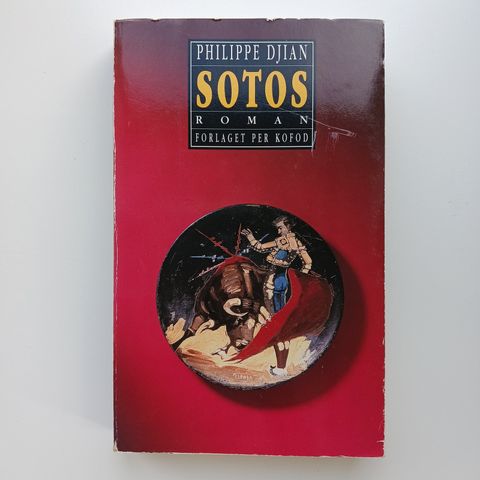 PHILIPPE DJIAN
SOTOS
ROMAN
FORLAGET PER KOFOD